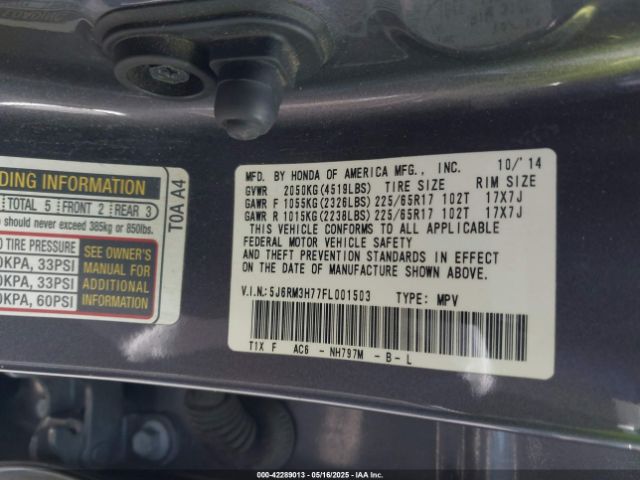 DING INFORMATION
TOTAL 5 FRONT 2 REAR 3
should never exceed 385kg or 850lbs.
TIRE PRESSURE
0KPA, 33PSI
0KPA, 33PSI
0KPA, 60PSI
SEE OWNER'S
MANUAL FOR
ADDITIONAL
INFORMATION
T0A A4
MFD. BY HONDA OF AMERICA MFG., INC. 10/'14
GVWR 2050KG(4519LBS) TIRE SIZE RIM SIZE
GAWR F 1055KG(2326LBS) 225/65R17 102T 17X7J
GAWR R 1015KG(2238LBS) 225/65R17 102T 17X7J
THIS VEHICLE CONFORMS TO ALL APPLICABLE
FEDERAL MOTOR VEHICLE SAFETY
AND THEFT PREVENTION STANDARDS IN EFFECT
ON THE DATE OF MANUFACTURE SHOWN ABOVE.
V.I.N.: 5J6RM3H77FL001503 TYPE: MPV
T1X F AC6 - NH797M - B - L
000-42289013 - 05/16/2025 - IAA Inc.